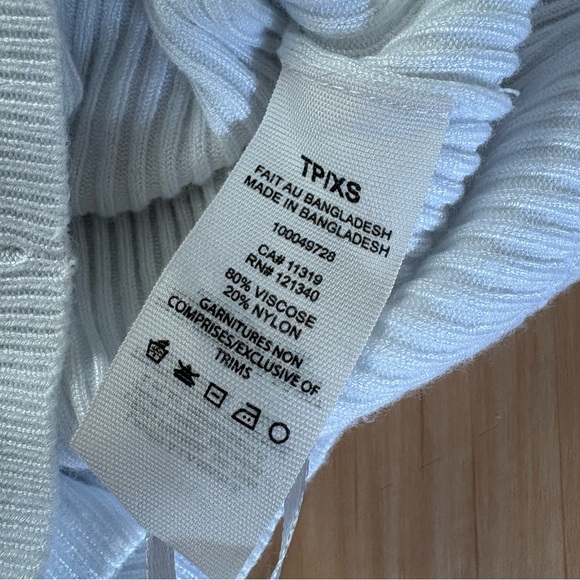 TP/XS
FAIT AU BANGLADESH
MADE IN BANGLADESH
100049728
CA# 11319
RN# 121340
80% VISCOSE
20% NYLON
GARNITURES NON
COMPRISES/EXCLUSIVE OF
TRIMS